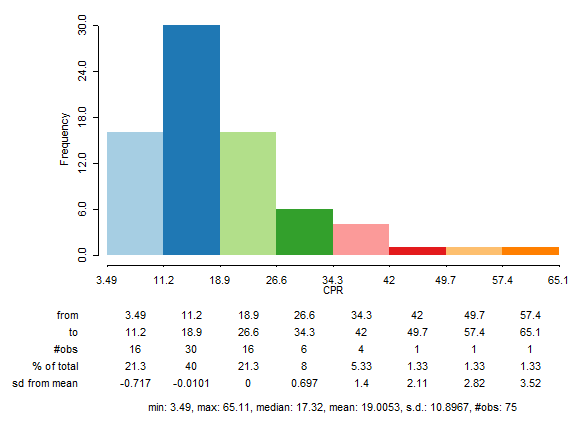 30.0
24.0
18.0
12.0
6.0
0.0
Frequency
3.49 11.2 18.9 26.6 34.3 42 49.7 57.4 65.1
CPR
from 3.49 11.2 18.9 26.6 34.3 42 49.7 57.4
to 11.2 18.9 26.6 34.3 42 49.7 57.4 65.1
#obs 16 30 16 6 4 1 1 1
% of total 21.3 40 21.3 8 5.33 1.33 1.33 1.33
sd from mean -0.717 -0.0101 0 0.697 1.4 2.11 2.82 3.52
min: 3.49, max: 65.11, median: 17.32, mean: 19.0053, s.d.: 10.8967, #obs: 75